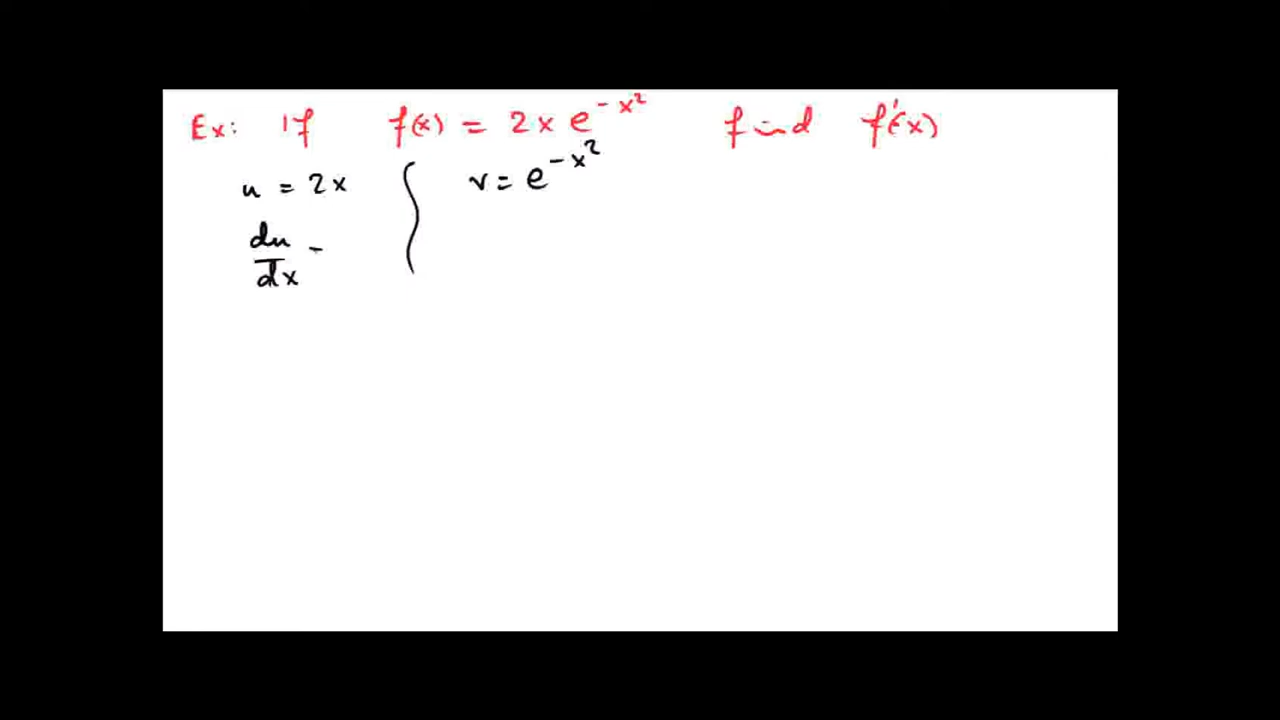 Ex: If f(x) = 2x e^{-x^2} find f'(x)
u = 2x v = e^{-x^2}
du/dx =